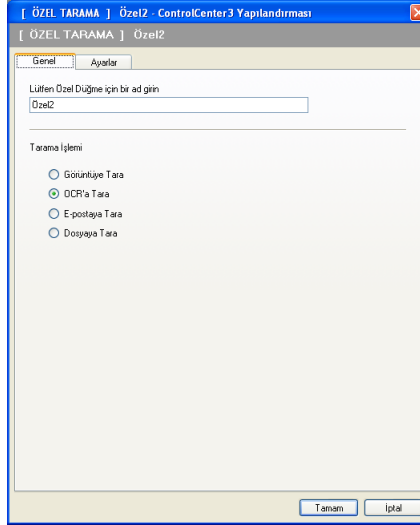 [ ÖZEL TARAMA ] Özel2 - ControlCenter3 Yapılandırması
[ ÖZEL TARAMA ] Özel2
Genel Ayarlar
Lütfen Özel Düğme için bir ad girin
Özel2
Tarama İşlemi
Görüntüye Tara
OCR'a Tara
E-postaya Tara
Dosyaya Tara
Tamam İptal